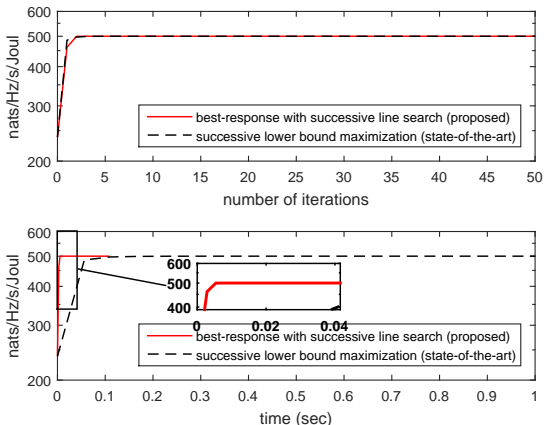 600
500
400
300
200
nats/Hz/s/Joul
best-response with successive line search (proposed)
successive lower bound maximization (state-of-the-art)
0 5 10 15 20 25 30 35 40 45 50
number of iterations
600
500
400
300
200
nats/Hz/s/Joul
600
500
400
0 0.02 0.04
best-response with successive line search (proposed)
successive lower bound maximization (state-of-the-art)
0 0.1 0.2 0.3 0.4 0.5 0.6 0.7 0.8 0.9 1
time (sec)